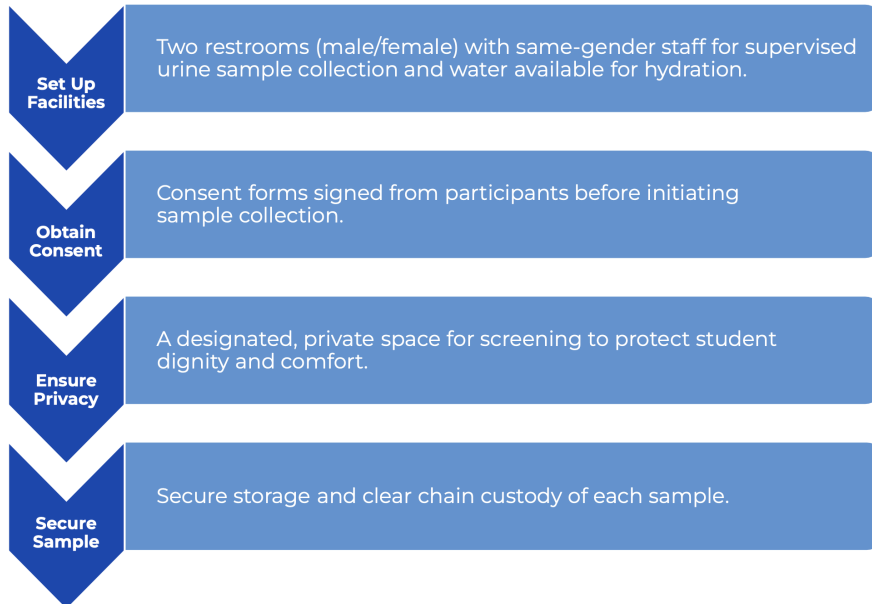 Set Up
Facilities
Two restrooms (male/female) with same-gender staff for supervised
urine sample collection and water available for hydration.
Obtain
Consent
Consent forms signed from participants before initiating
sample collection.
Ensure
Privacy
A designated, private space for screening to protect student
dignity and comfort.
Secure
Sample
Secure storage and clear chain custody of each sample.